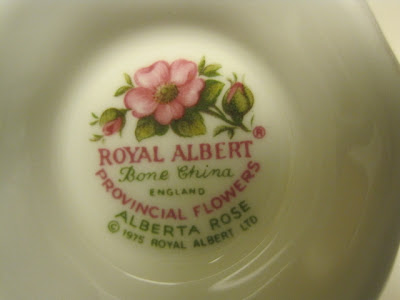 ROYAL ALBERT®
Bone China
ENGLAND
PROVINCIAL FLOWERS
ALBERTA ROSE
© 1975 ROYAL ALBERT LTD